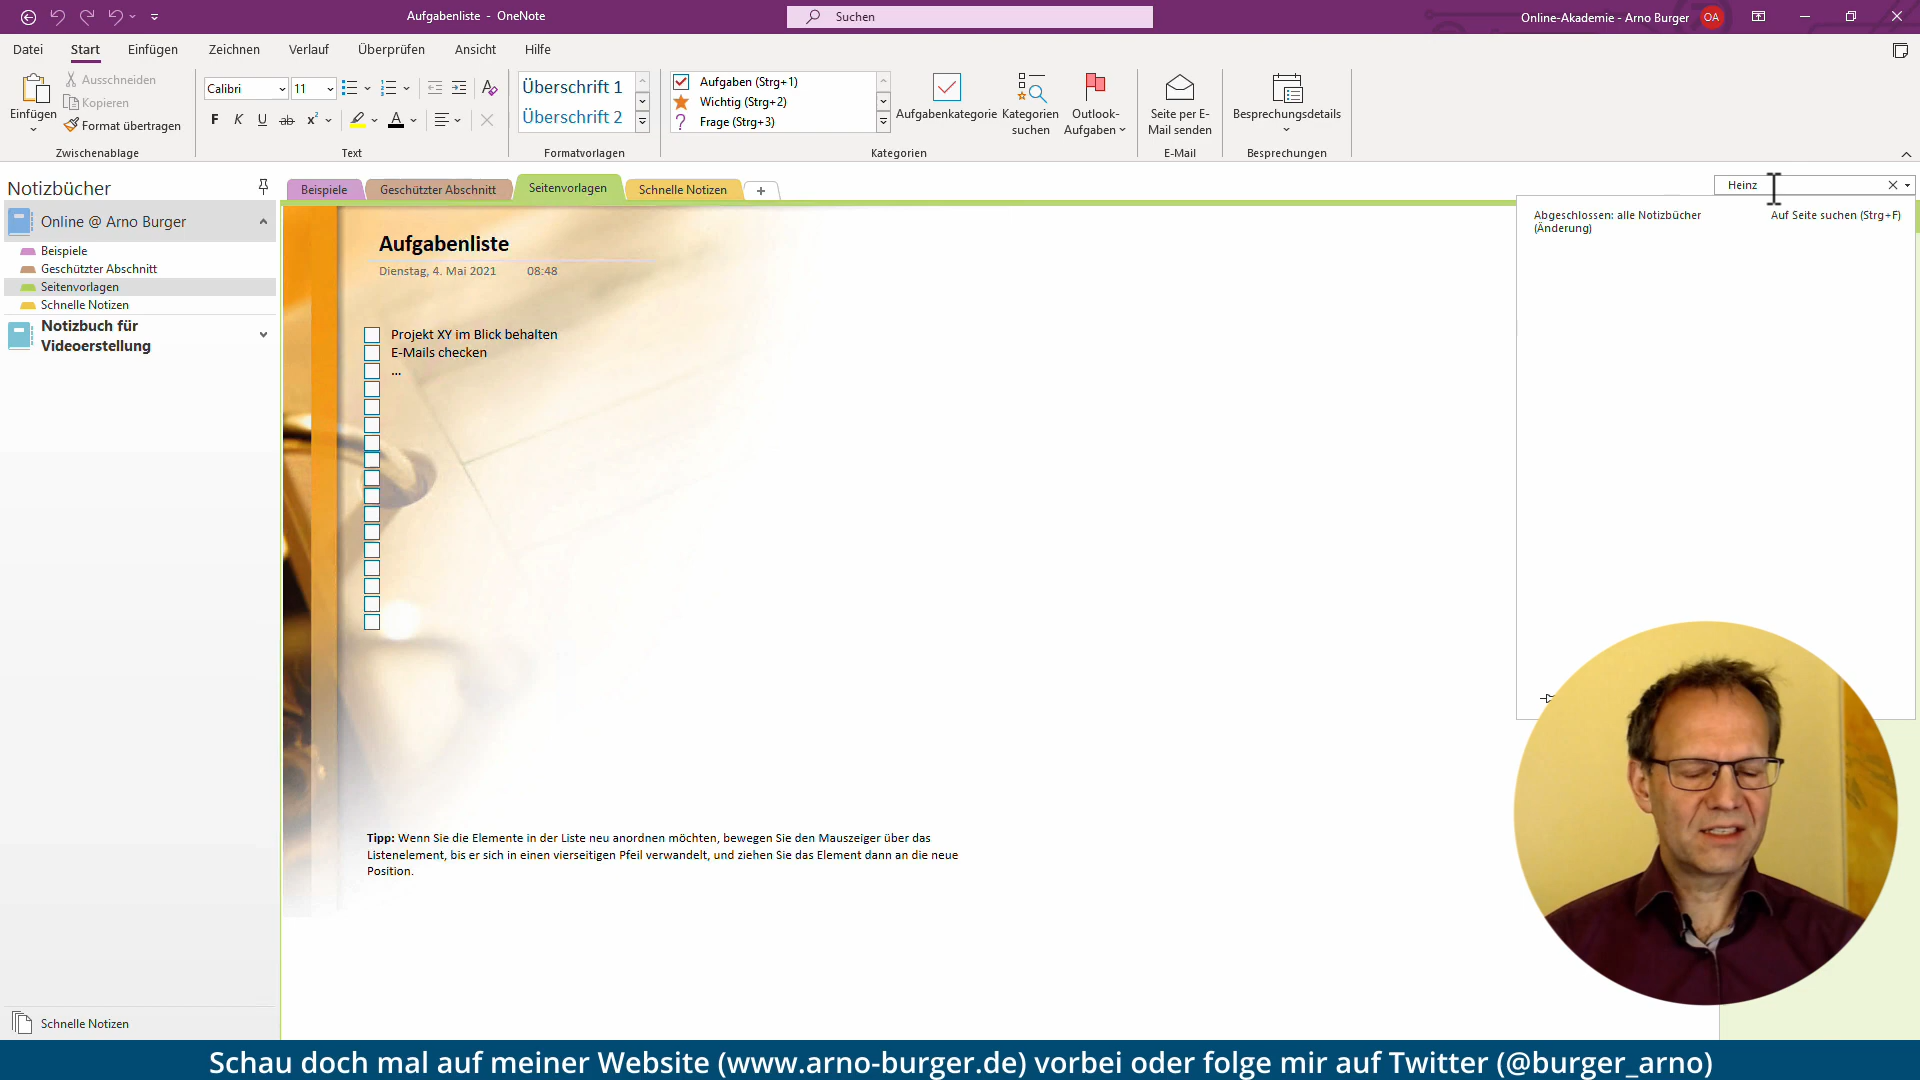 Aufgabenliste - OneNote
Suchen
Online-Akademie - Arno Burger
OA
Datei
Start
Einfügen
Zeichnen
Verlauf
Überprüfen
Ansicht
Hilfe
Einfügen
Ausschneiden
Kopieren
Format übertragen
Zwischenablage
Calibri
11
F K U ab x²
A
Text
Überschrift 1
Überschrift 2
Formatvorlagen
Aufgaben (Strg+1)
Wichtig (Strg+2)
Frage (Strg+3)
Aufgabenkategorie
Kategorien
suchen
Outlook-
Aufgaben
Kategorien
Seite per E-
Mail senden
E-Mail
Besprechungsdetails
Besprechungen
Notizbücher
Online @ Arno Burger
Beispiele
Geschützter Abschnitt
Seitenvorlagen
Schnelle Notizen
Notizbuch für
Videoerstellung
Schnelle Notizen
Beispiele
Geschützter Abschnitt
Seitenvorlagen
Schnelle Notizen
Heinz
Abgeschlossen: alle Notizbücher
(Änderung)
Auf Seite suchen (Strg+F)
Aufgabenliste
Dienstag, 4. Mai 2021 08:48
Projekt XY im Blick behalten
E-Mails checken
...
Tipp: Wenn Sie die Elemente in der Liste neu anordnen möchten, bewegen Sie den Mauszeiger über das
Listenelement, bis er sich in einen vierseitigen Pfeil verwandelt, und ziehen Sie das Element dann an die neue
Position.
Schau doch mal auf meiner Website (www.arno-burger.de) vorbei oder folge mir auf Twitter (@burger_arno)